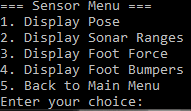 === Sensor Menu ===
1. Display Pose
2. Display Sonar Ranges
3. Display Foot Force
4. Display Foot Bumpers
5. Back to Main Menu
Enter your choice: